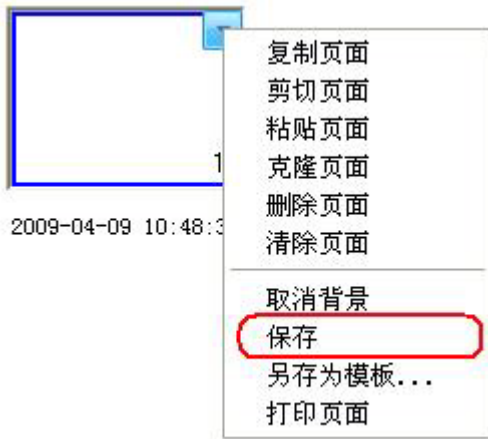 1
2009-04-09 10:48:3
复制页面
剪切页面
粘贴页面
克隆页面
删除页面
清除页面
取消背景
保存
另存为模板...
打印页面